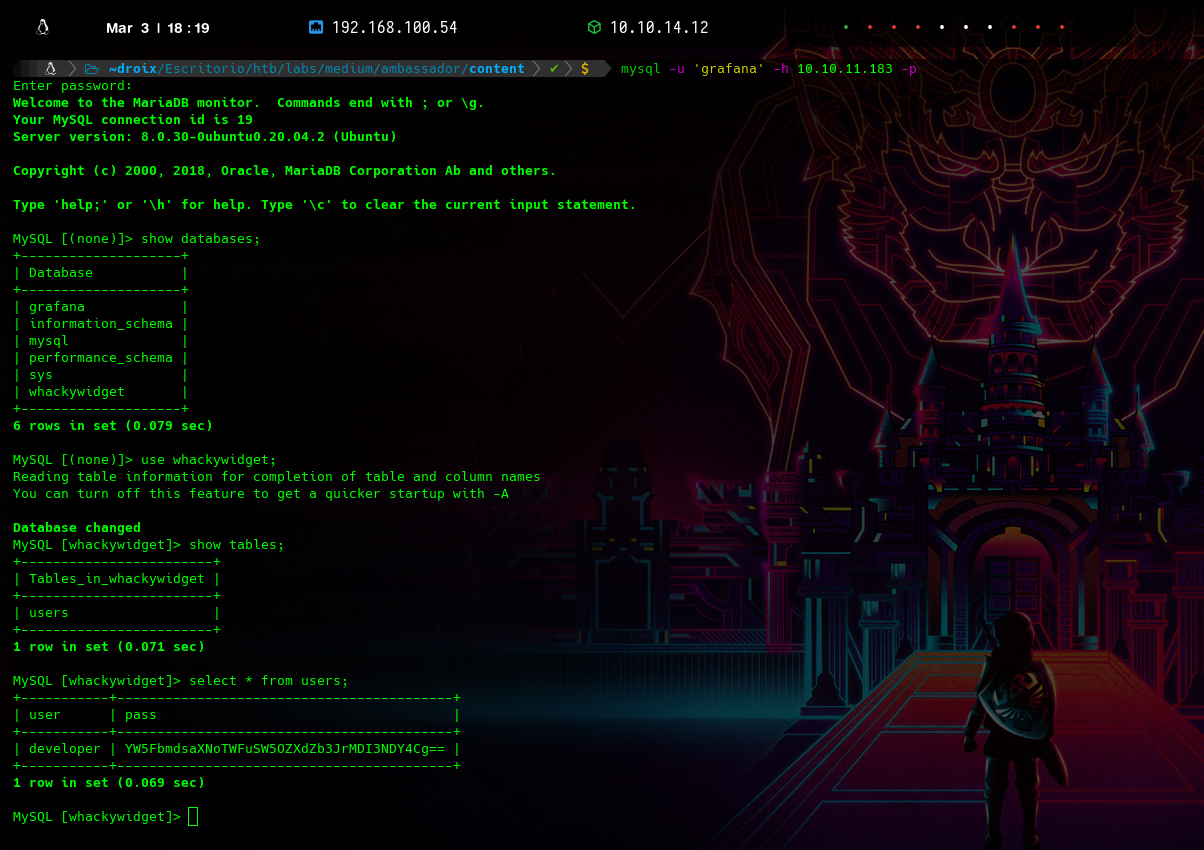 Mar 3 | 18:19 192.168.100.54 10.10.14.12
~droix/Escritorio/htb/labs/medium/ambassador/content ✔ $ mysql -u 'grafana' -h 10.10.11.183 -p
Enter password:
Welcome to the MariaDB monitor.  Commands end with ; or \g.
Your MySQL connection id is 19
Server version: 8.0.30-0ubuntu0.20.04.2 (Ubuntu)
Copyright (c) 2000, 2018, Oracle, MariaDB Corporation Ab and others.
Type 'help;' or '\h' for help. Type '\c' to clear the current input statement.
MySQL [(none)]> show databases;
+--------------------+
| Database           |
+--------------------+
| grafana            |
| information_schema |
| mysql              |
| performance_schema |
| sys                |
| whackywidget       |
+--------------------+
6 rows in set (0.079 sec)
MySQL [(none)]> use whackywidget;
Reading table information for completion of table and column names
You can turn off this feature to get a quicker startup with -A
Database changed
MySQL [whackywidget]> show tables;
+------------------------+
| Tables_in_whackywidget |
+------------------------+
| users                  |
+------------------------+
1 row in set (0.071 sec)
MySQL [whackywidget]> select * from users;
+-----------+------------------------------------------+
| user      | pass                                     |
+-----------+------------------------------------------+
| developer | YW5FbmdsaXNoTWFuSW5OZXdZb3JrMDI3NDY4Cg== |
+-----------+------------------------------------------+
1 row in set (0.069 sec)
MySQL [whackywidget]>